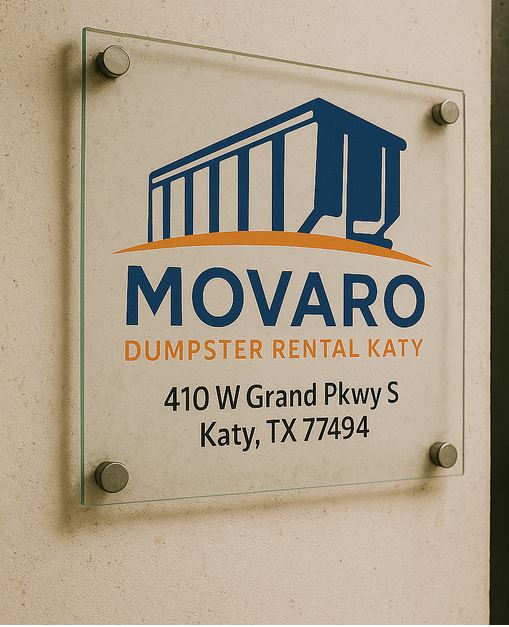 MOVARO
DUMPSTER RENTAL KATY
410 W Grand Pkwy S
Katy, TX 77494